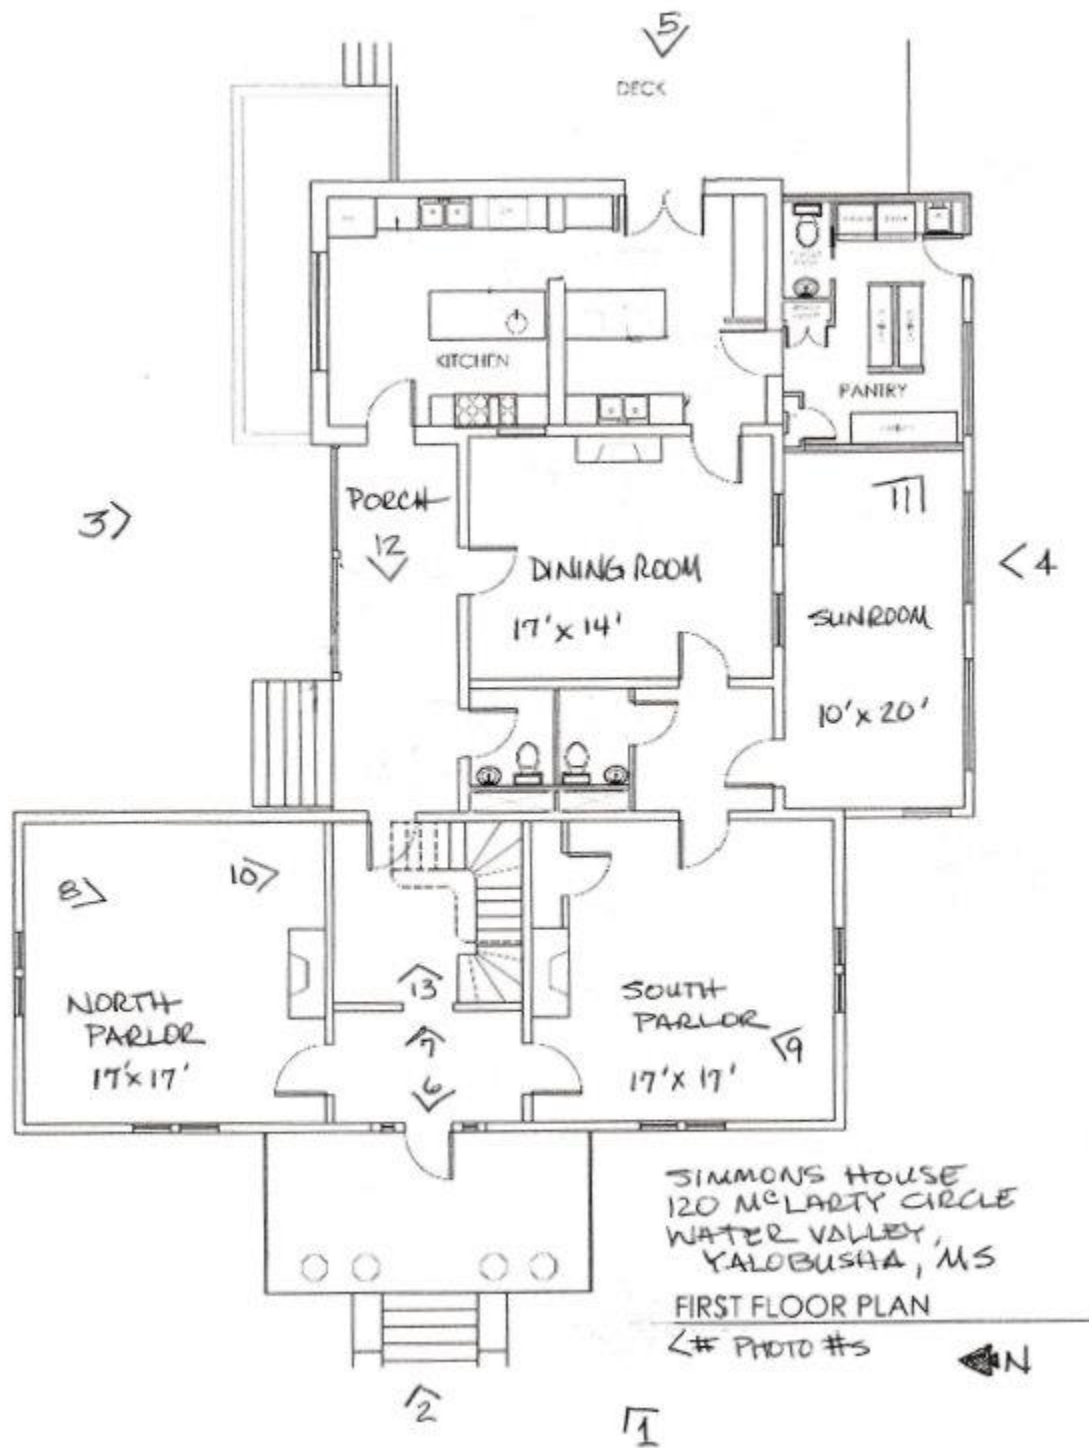 5
DECK
KITCHEN
PANTRY
PORCH
11
3
12
DINING ROOM
4
17' x 14'
SUNROOM
10' x 20'
8
10
13
NORTH
PARLOR
17' x 17'
SOUTH
PARLOR
9
17' x 17'
7
6
SIMMONS HOUSE
120 McLARTY CIRCLE
WATER VALLEY,
YALOBUSHA, MS
FIRST FLOOR PLAN
<# PHOTO #s
N
2
1